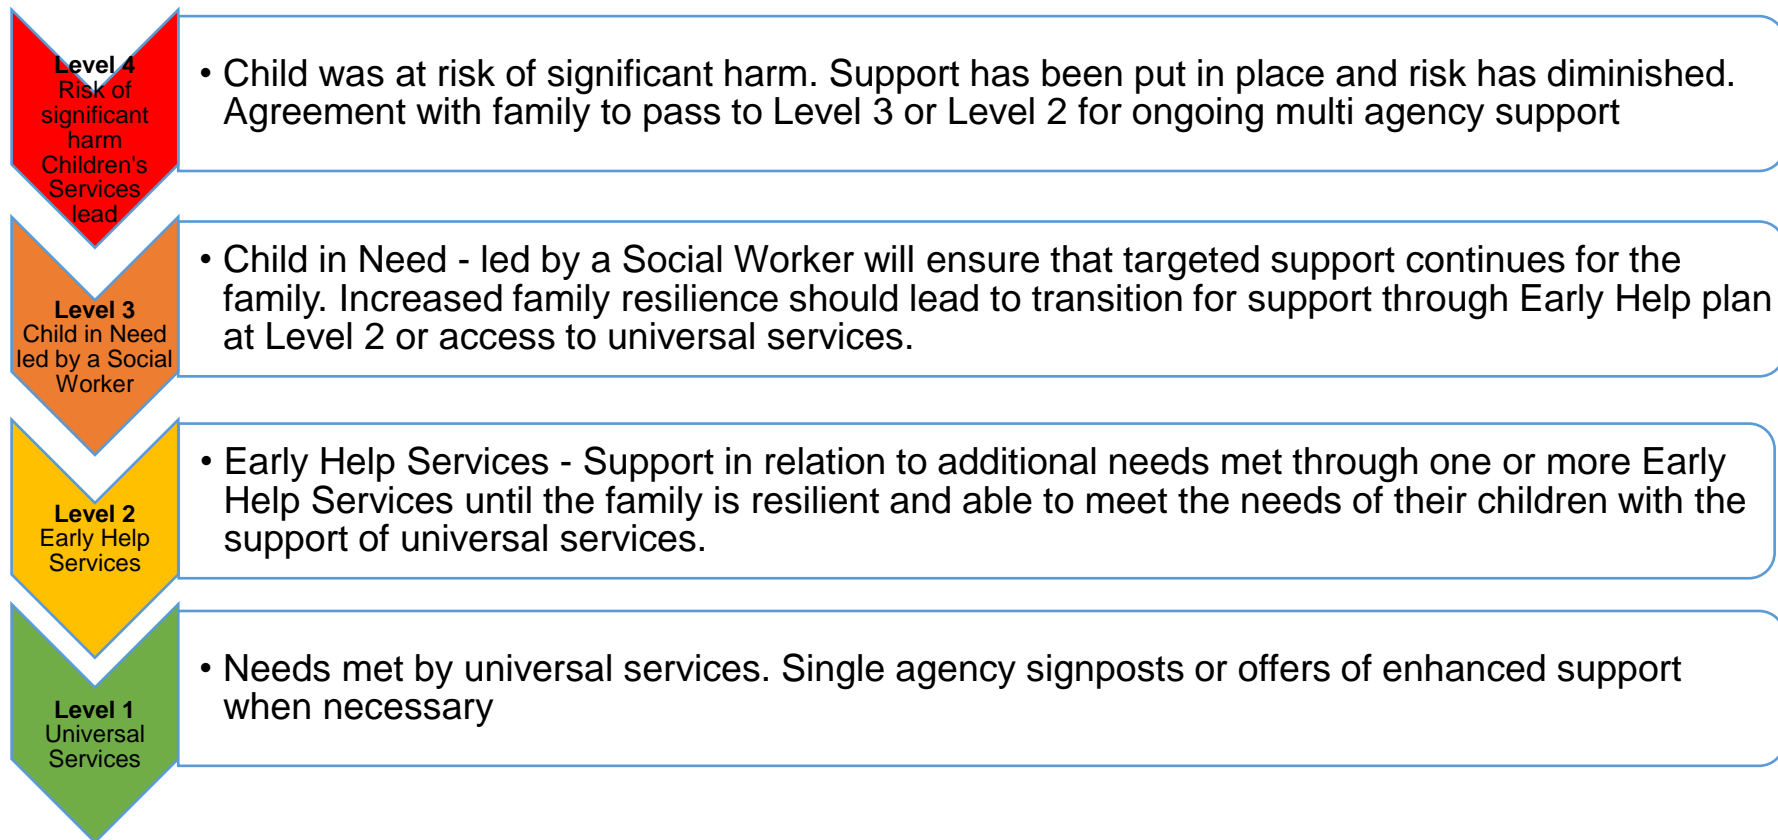 Level 4
Risk of
significant
harm
Children's
Services
lead
• Child was at risk of significant harm. Support has been put in place and risk has diminished.
Agreement with family to pass to Level 3 or Level 2 for ongoing multi agency support
Level 3
Child in Need
led by a Social
Worker
• Child in Need - led by a Social Worker will ensure that targeted support continues for the
family. Increased family resilience should lead to transition for support through Early Help plan
at Level 2 or access to universal services.
Level 2
Early Help
Services
• Early Help Services - Support in relation to additional needs met through one or more Early
Help Services until the family is resilient and able to meet the needs of their children with the
support of universal services.
Level 1
Universal
Services
• Needs met by universal services. Single agency signposts or offers of enhanced support
when necessary